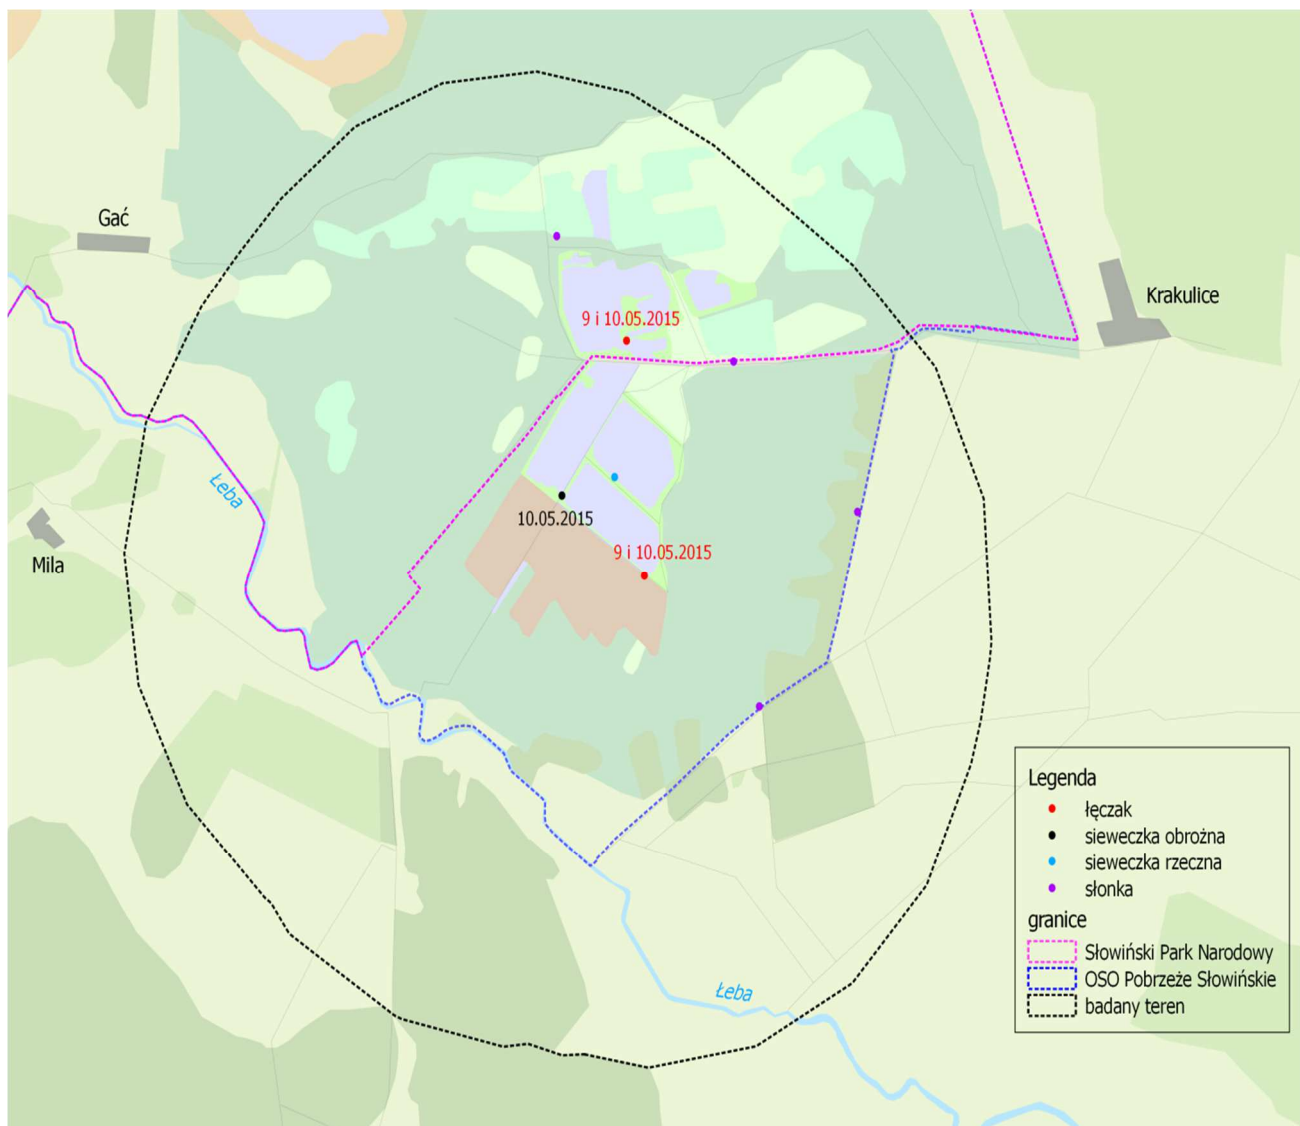 Gać
Krakulice
9 i 10.05.2015
Łeba
10.05.2015
9 i 10.05.2015
Mila
Legenda
łęczak
sieweczka obrożna
sieweczka rzeczna
słonka
granice
Słowiński Park Narodowy
OSO Pobrzeże Słowińskie
badany teren
Łeba